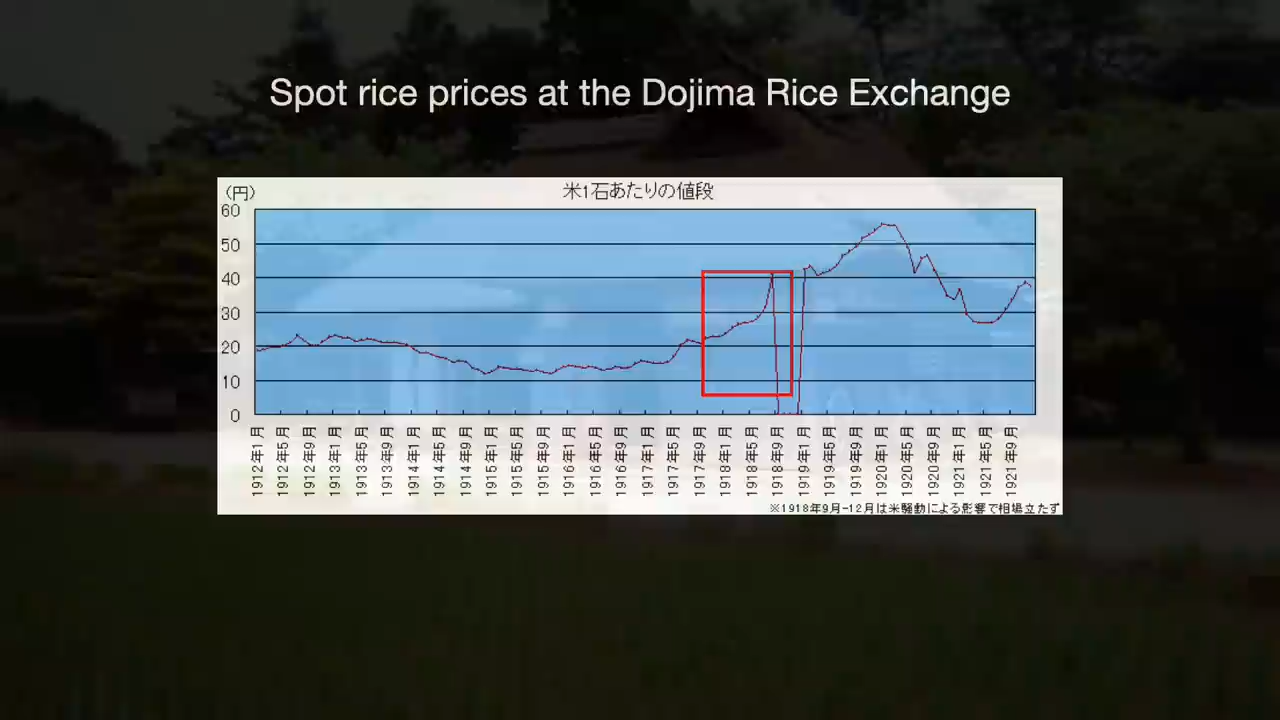 Spot rice prices at the Dojima Rice Exchange
(円)
米1石あたりの値段
60
50
40
30
20
10
0
1912年1月
1912年5月
1912年9月
1913年1月
1913年5月
1913年9月
1914年1月
1914年5月
1914年9月
1915年1月
1915年5月
1915年9月
1916年1月
1916年5月
1916年9月
1917年1月
1917年5月
1917年9月
1918年1月
1918年5月
1918年9月
1919年1月
1919年5月
1919年9月
1920年1月
1920年5月
1920年9月
1921年1月
1921年5月
1921年9月
※1918年9月-12月は米騒動による影響で相場立たず